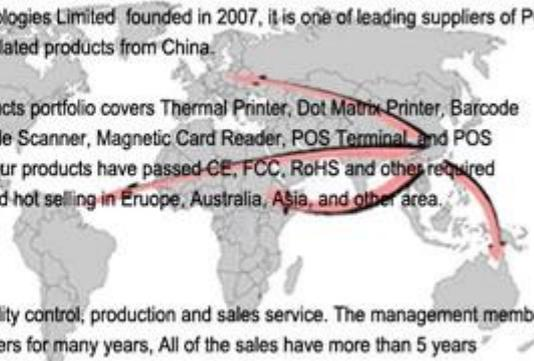 ologies Limited founded in 2007, it is one of leading suppliers of P
lated products from China.
cts portfolio covers Thermal Printer, Dot Matrix Printer, Barcode
le Scanner, Magnetic Card Reader, POS Terminal, and POS
ur products have passed CE, FCC, RoHS and other required
d hot selling in Eruope, Australia, Asia, and other area.
lity control, production and sales service. The management memb
ers for many years, All of the sales have more than 5 years